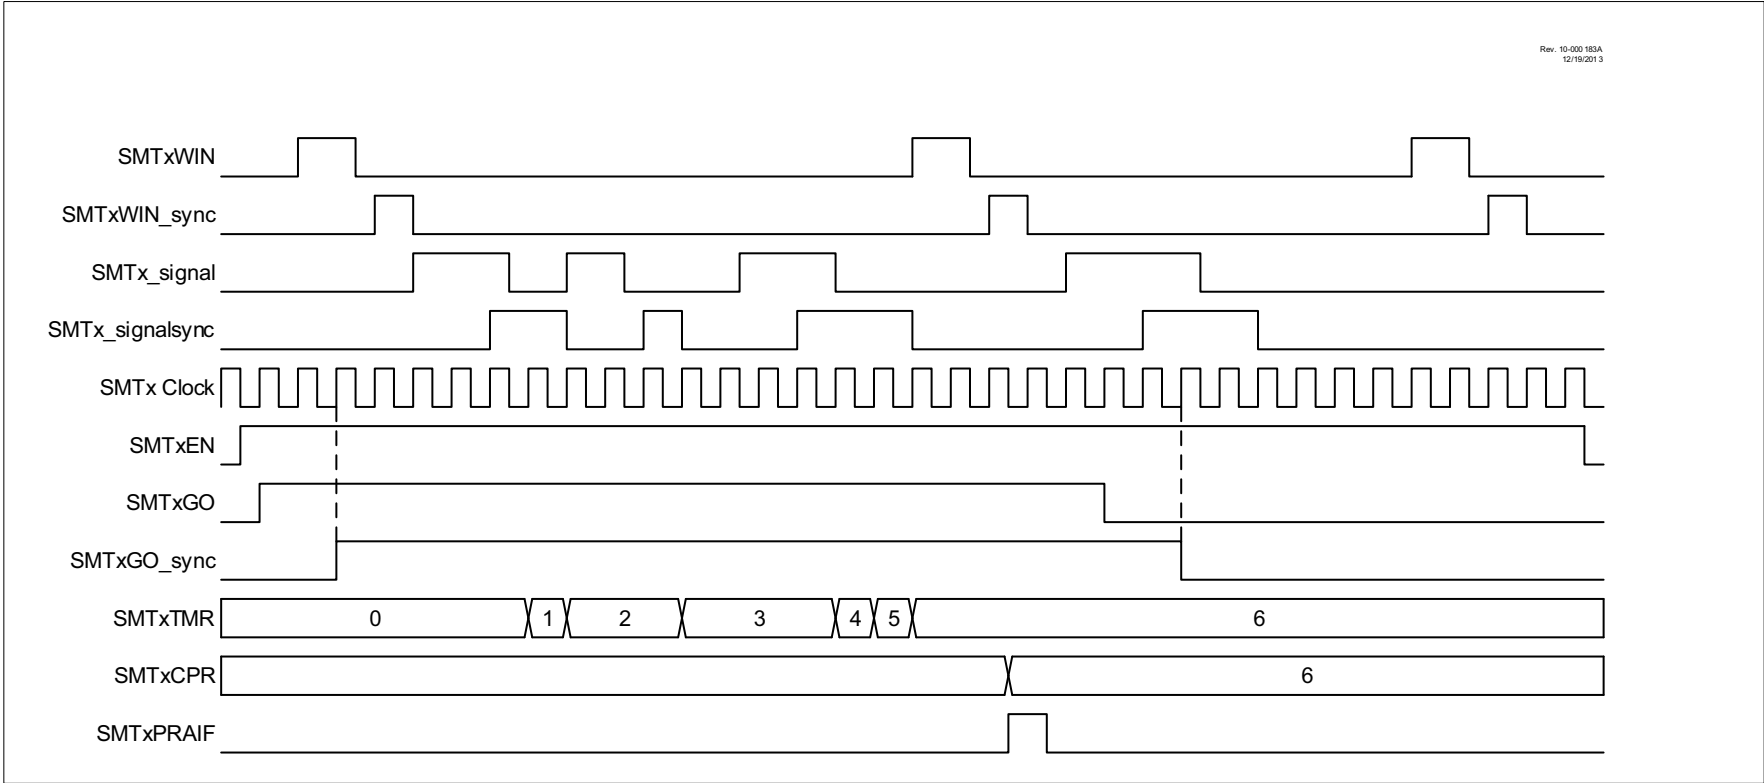 Rev. 10-000 183A
12/19/201 3
SMTxWIN
SMTxWIN_sync
SMTx_signal
SMTx_signalsync
SMTx Clock
SMTxEN
SMTxGO
SMTxGO_sync
SMTxTMR 0 1 2 3 4 5 6
SMTxCPR 6
SMTxPRAIF